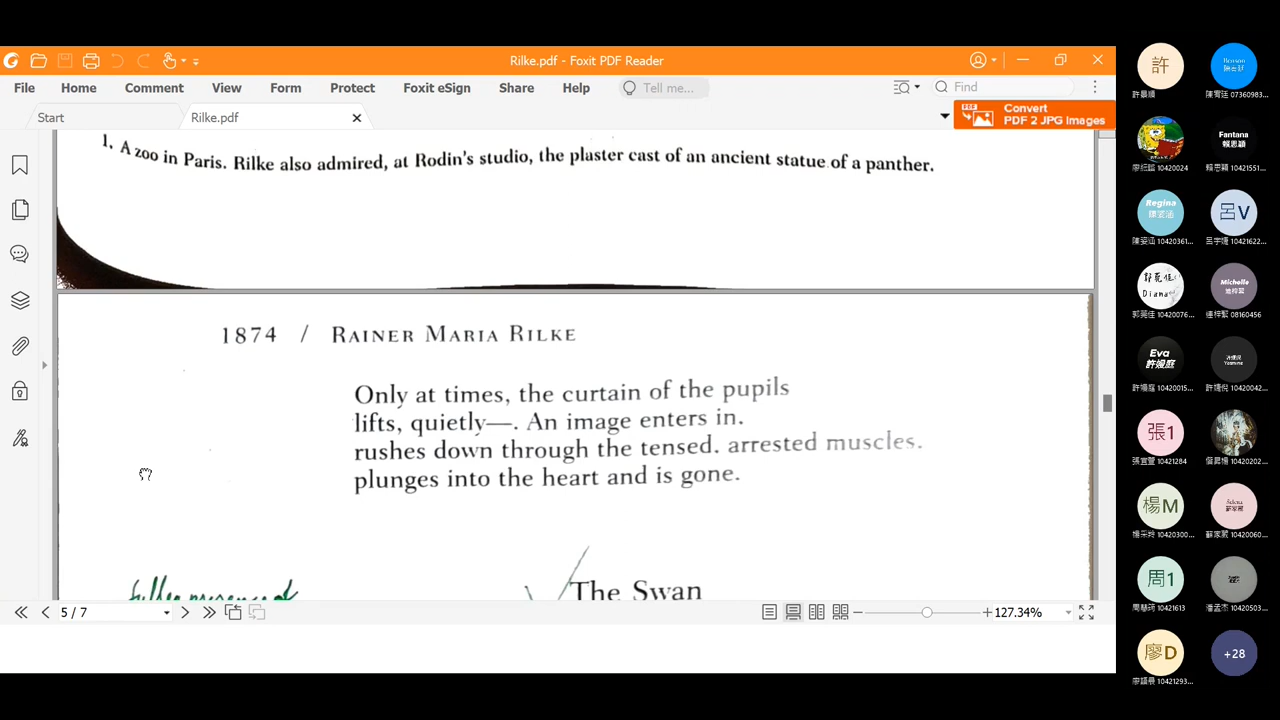 Rilke.pdf - Foxit PDF Reader
File Home Comment View Form Protect Foxit eSign Share Help Tell me... Find
Start Rilke.pdf
Convert
PDF 2 JPG Images
1. A zoo in Paris. Rilke also admired, at Rodin's studio, the plaster cast of an ancient statue of a panther.
1874 / RAINER MARIA RILKE
Only at times, the curtain of the pupils
lifts, quietly—. An image enters in.
rushes down through the tensed. arrested muscles.
plunges into the heart and is gone.
The Swan
5 / 7
127.34%
許
Fantana
Regina
呂V
Diana
Michelle
08160456
Eva
張1
10421284
楊M
Selena
周1
10421613
廖D
+28